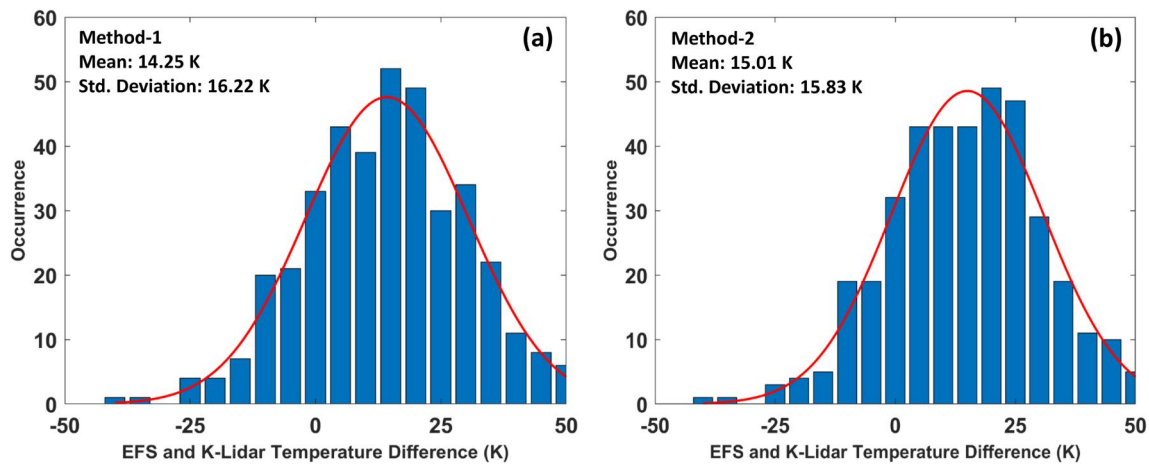 60
50
40
30
20
10
0
Occurrence
Method-1
Mean: 14.25 K
Std. Deviation: 16.22 K
(a)
-50
-25
0
25
50
EFS and K-Lidar Temperature Difference (K)
60
50
40
30
20
10
0
Occurrence
Method-2
Mean: 15.01 K
Std. Deviation: 15.83 K
(b)
-50
-25
0
25
50
EFS and K-Lidar Temperature Difference (K)